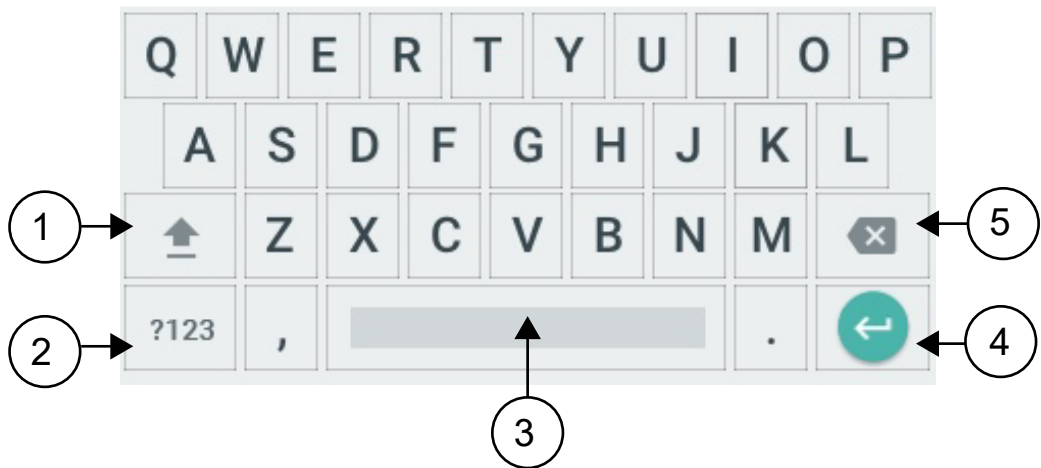 Q W E R T Y U I O P
A S D F G H J K L
1 Z X C V B N M 5
2 ?123 , . 4
3